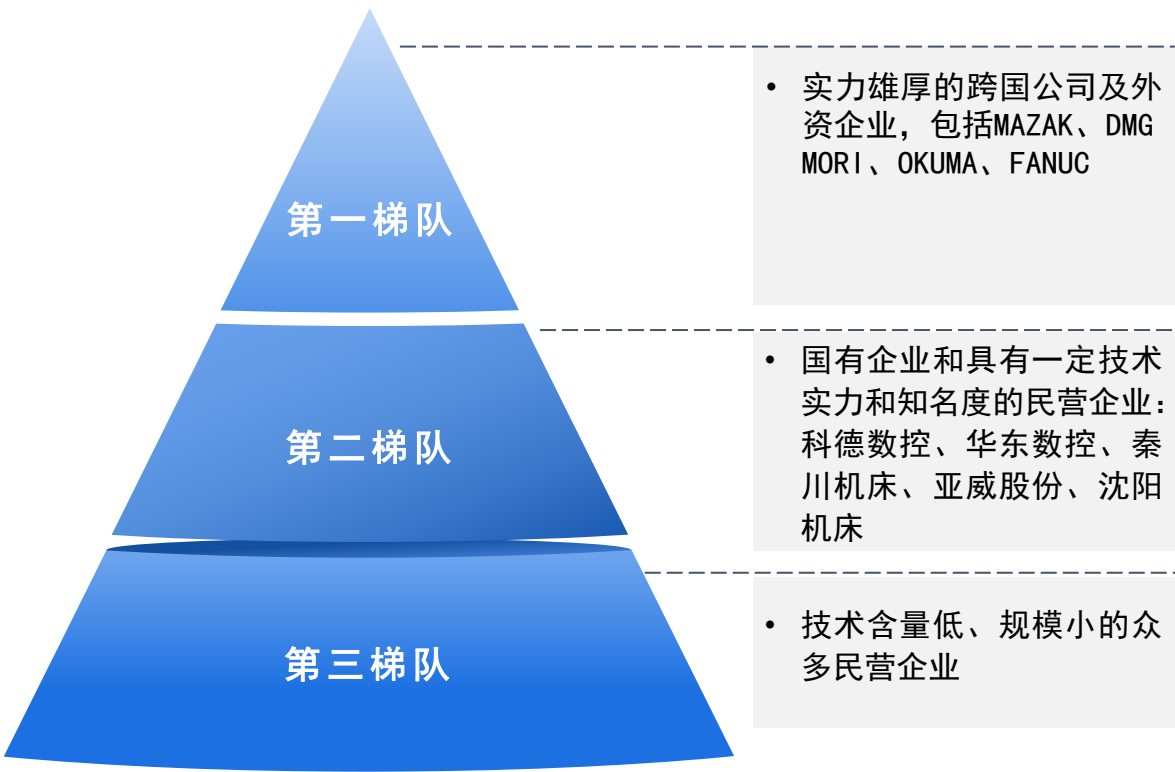 第一梯队
• 实力雄厚的跨国公司及外
资企业，包括MAZAK、DMG
MORI、OKUMA、FANUC
第二梯队
• 国有企业和具有一定技术
实力和知名度的民营企业：
科德数控、华东数控、秦
川机床、亚威股份、沈阳
机床
第三梯队
• 技术含量低、规模小的众
多民营企业